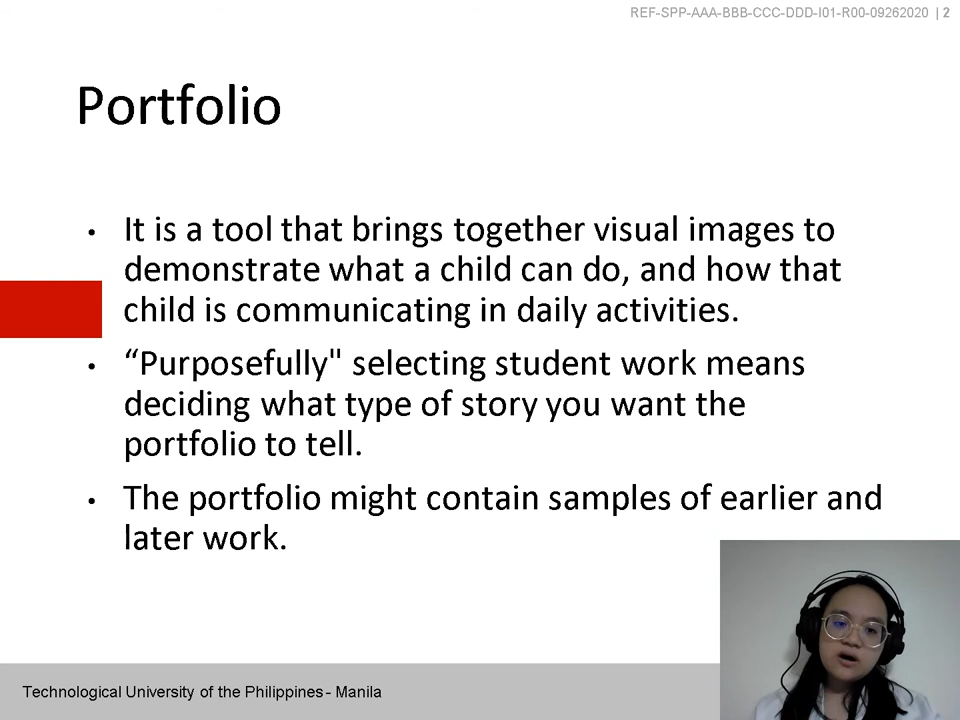 REF-SPP-AAA-BBB-CCC-DDD-I01-R00-09262020 | 2
Portfolio
• It is a tool that brings together visual images to
demonstrate what a child can do, and how that
child is communicating in daily activities.
• “Purposefully" selecting student work means
deciding what type of story you want the
portfolio to tell.
• The portfolio might contain samples of earlier and
later work.
Technological University of the Philippines - Manila